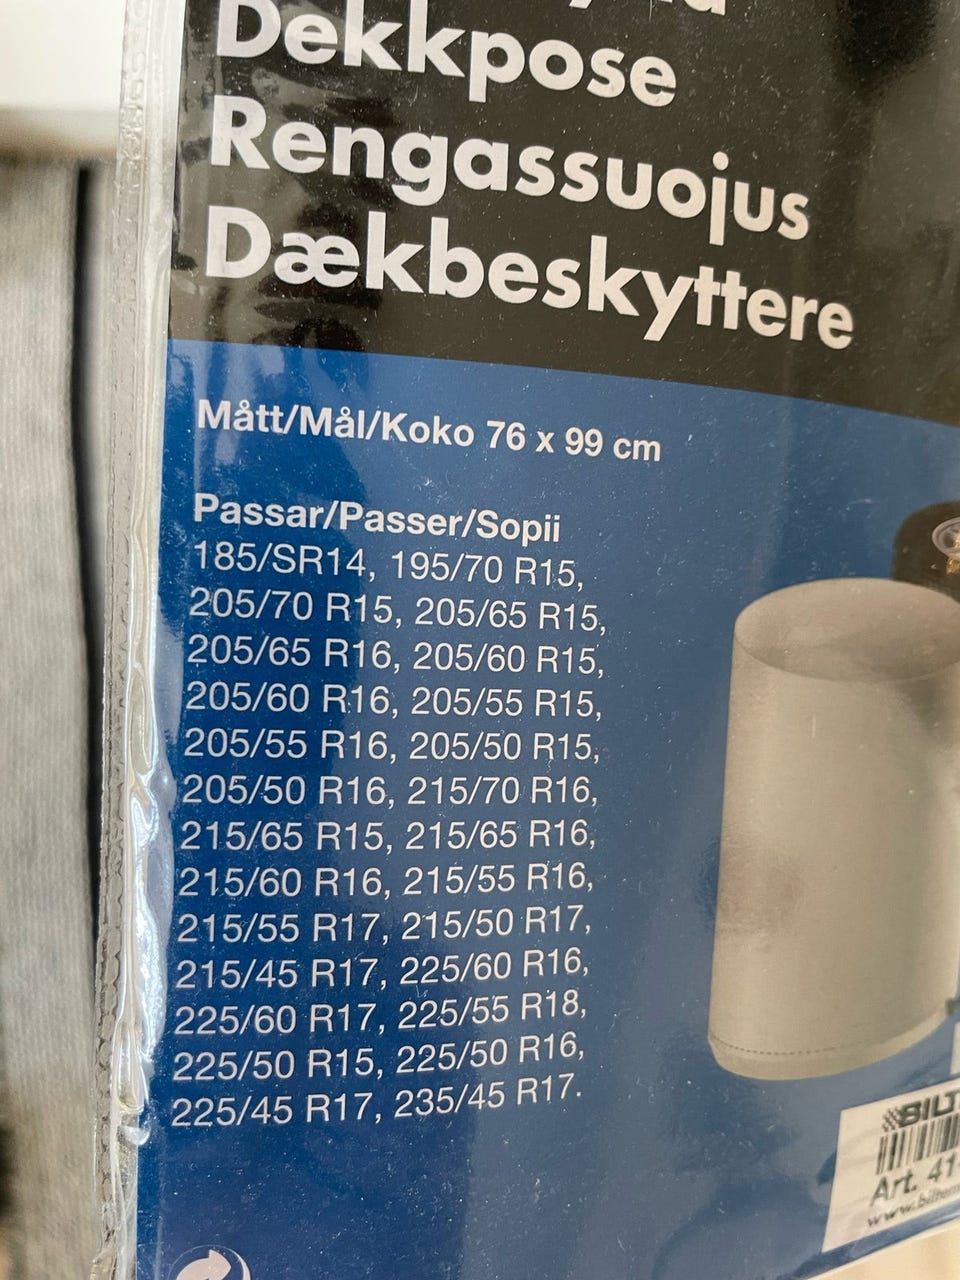 Dekkpose
Rengassuojus
Dækbeskyttere
Mått/Mål/Koko 76 x 99 cm
Passar/Passer/Sopii
185/SR14, 195/70 R15,
205/70 R15, 205/65 R15,
205/65 R16, 205/60 R15,
205/60 R16, 205/55 R15,
205/55 R16, 205/50 R15,
205/50 R16, 215/70 R16,
215/65 R15, 215/65 R16,
215/60 R16, 215/55 R16,
215/55 R17, 215/50 R17,
215/45 R17, 225/60 R16,
225/60 R17, 225/55 R18,
225/50 R15, 225/50 R16,
225/45 R17, 235/45 R17.
BILT
Art. 41